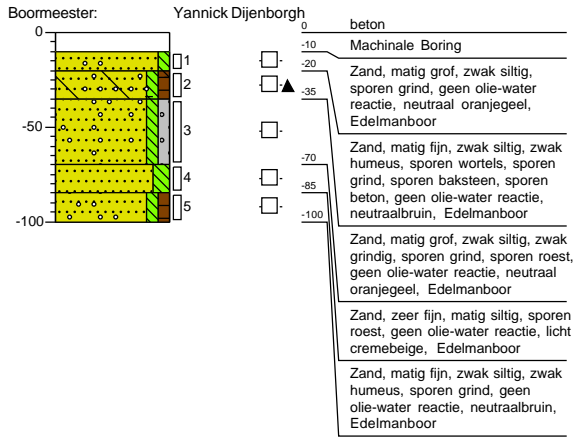 Boormeester: Yannick Dijenborgh
0
-50
-100
1
2
3
4
5
0
-10
-20
-35
-70
-85
-100
beton
Machinale Boring
Zand, matig grof, zwak siltig,
sporen grind, geen olie-water
reactie, neutraal oranjegeel,
Edelmanboor
Zand, matig fijn, zwak siltig, zwak
humeus, sporen wortels, sporen
grind, sporen baksteen, sporen
beton, geen olie-water reactie,
neutraalbruin, Edelmanboor
Zand, matig grof, zwak siltig, zwak
grindig, sporen grind, sporen roest,
geen olie-water reactie, neutraal
oranjegeel, Edelmanboor
Zand, zeer fijn, matig siltig, sporen
roest, geen olie-water reactie, licht
cremebeige, Edelmanboor
Zand, matig fijn, zwak siltig, zwak
humeus, sporen grind, geen
olie-water reactie, neutraalbruin,
Edelmanboor